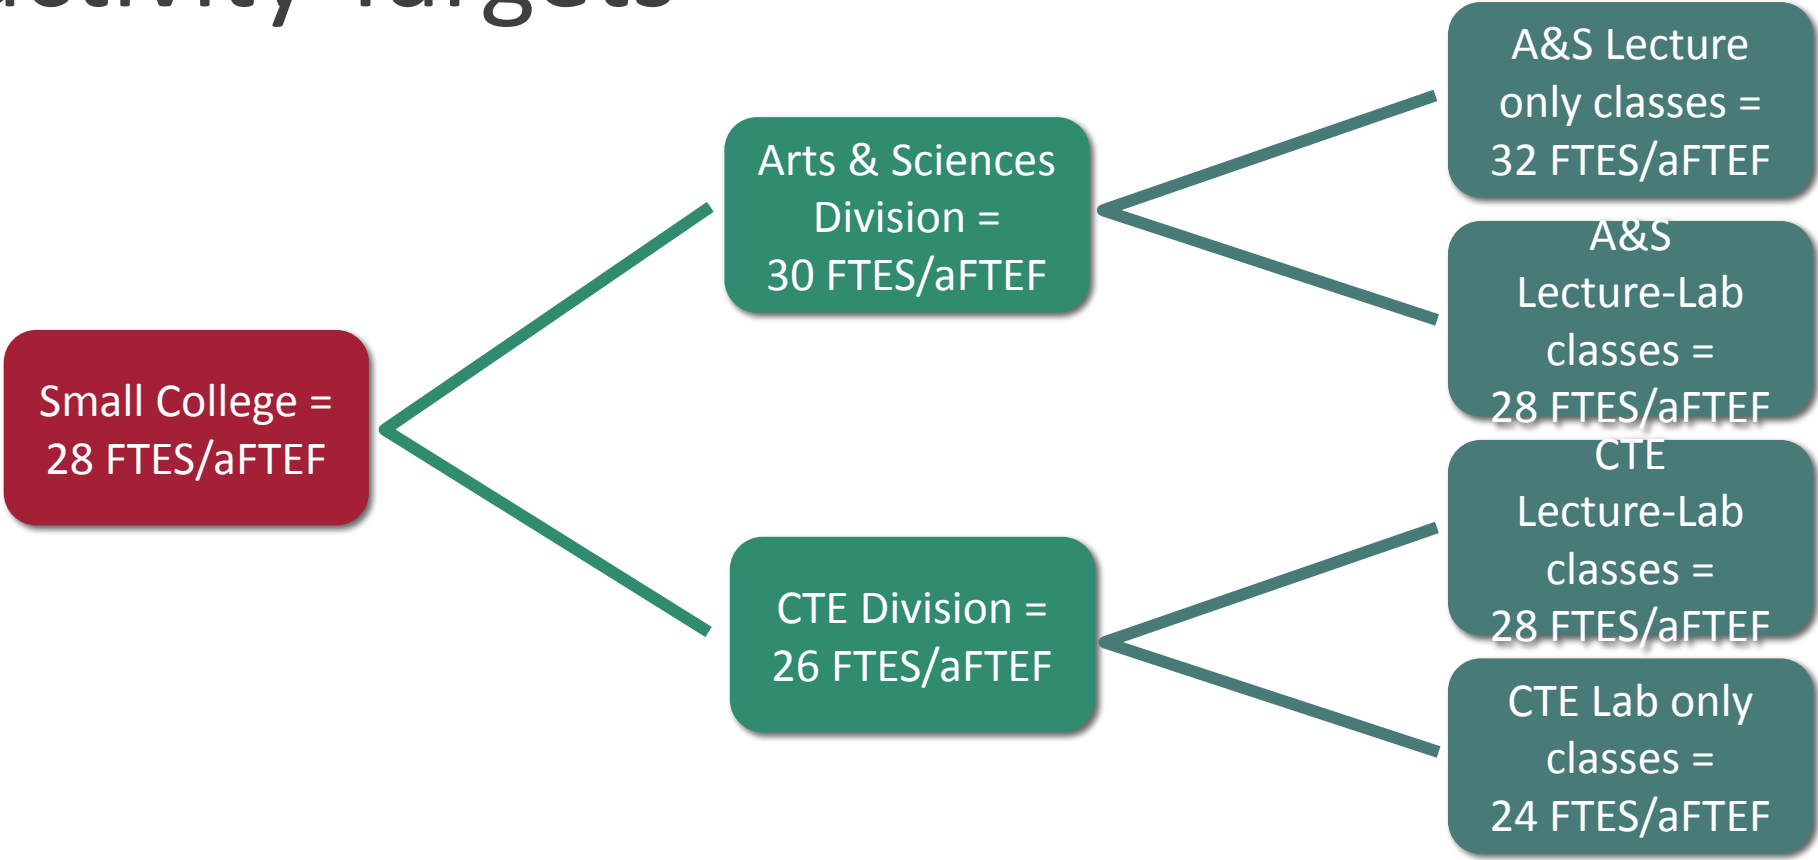 Targets
Small College =
28 FTES/aFTEF
Arts & Sciences
Division =
30 FTES/aFTEF
CTE Division =
26 FTES/aFTEF
A&S Lecture
only classes =
32 FTES/aFTEF
A&S
Lecture-Lab
classes =
28 FTES/aFTEF
CTE
Lecture-Lab
classes =
28 FTES/aFTEF
CTE Lab only
classes =
24 FTES/aFTEF